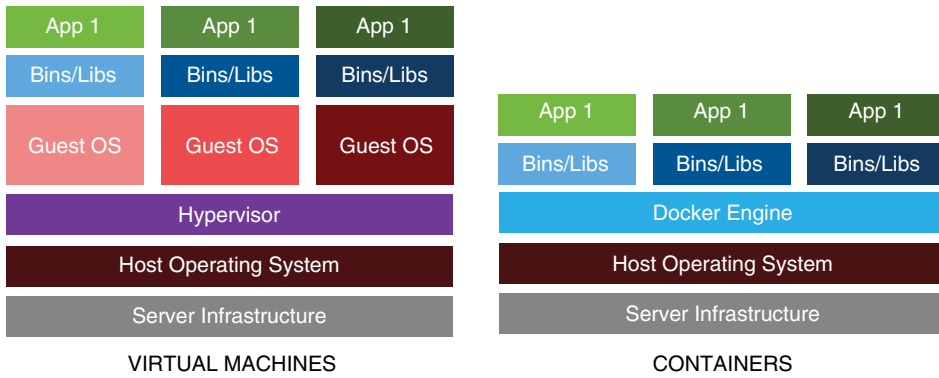 App 1 App 1 App 1
Bins/Libs Bins/Libs Bins/Libs
Guest OS Guest OS Guest OS
Hypervisor
Host Operating System
Server Infrastructure
VIRTUAL MACHINES
App 1 App 1 App 1
Bins/Libs Bins/Libs Bins/Libs
Docker Engine
Host Operating System
Server Infrastructure
CONTAINERS